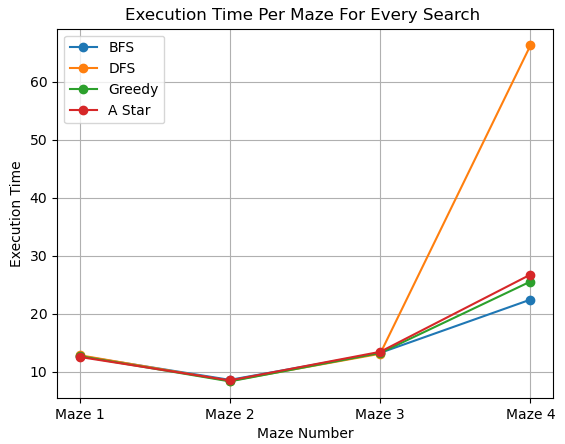 Execution Time Per Maze For Every Search
BFS
DFS
Greedy
A Star
60
50
40
30
20
10
Execution Time
Maze 1 Maze 2 Maze 3 Maze 4
Maze Number